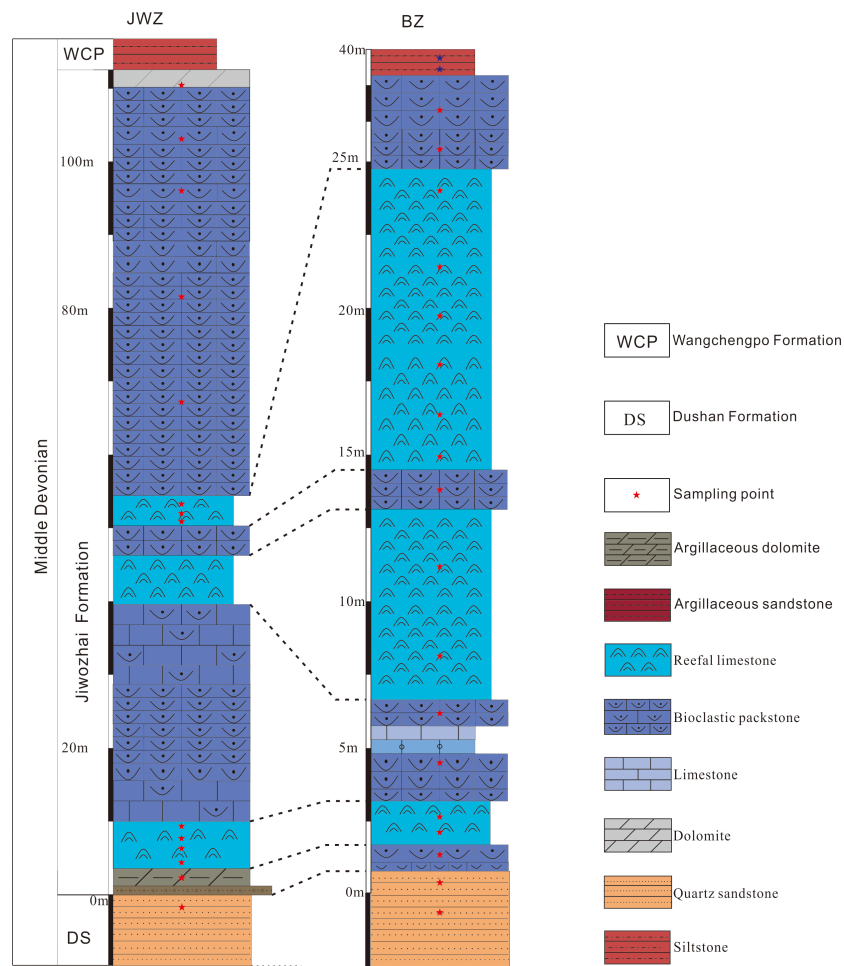 JWZ
BZ
WCP
40m
100m
25m
80m
20m
15m
10m
20m
5m
0m
0m
DS
Middle Devonian
Jiwozhai Formation
WCP Wangchengpo Formation
DS Dushan Formation
Sampling point
Argillaceous dolomite
Argillaceous sandstone
Reefal limestone
Bioclastic packstone
Limestone
Dolomite
Quartz sandstone
Siltstone